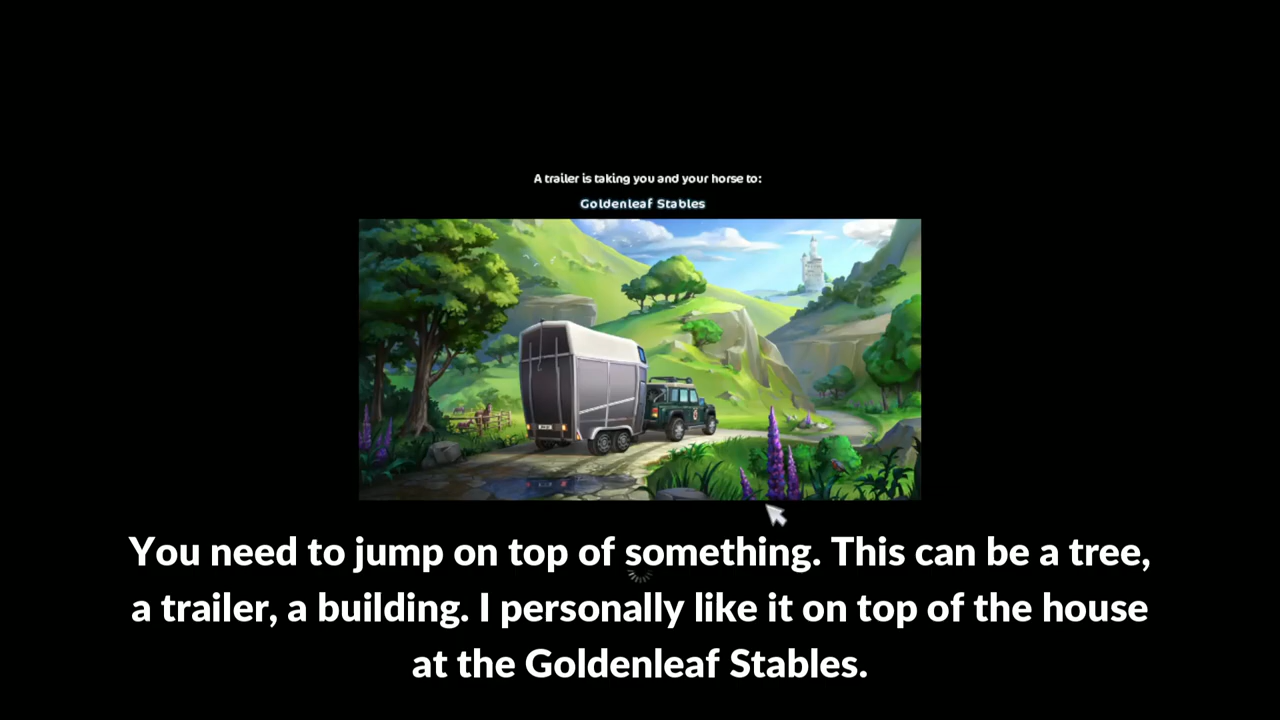 A trailer is taking you and your horse to:
Goldenleaf Stables
You need to jump on top of something. This can be a tree,
a trailer, a building. I personally like it on top of the house
at the Goldenleaf Stables.